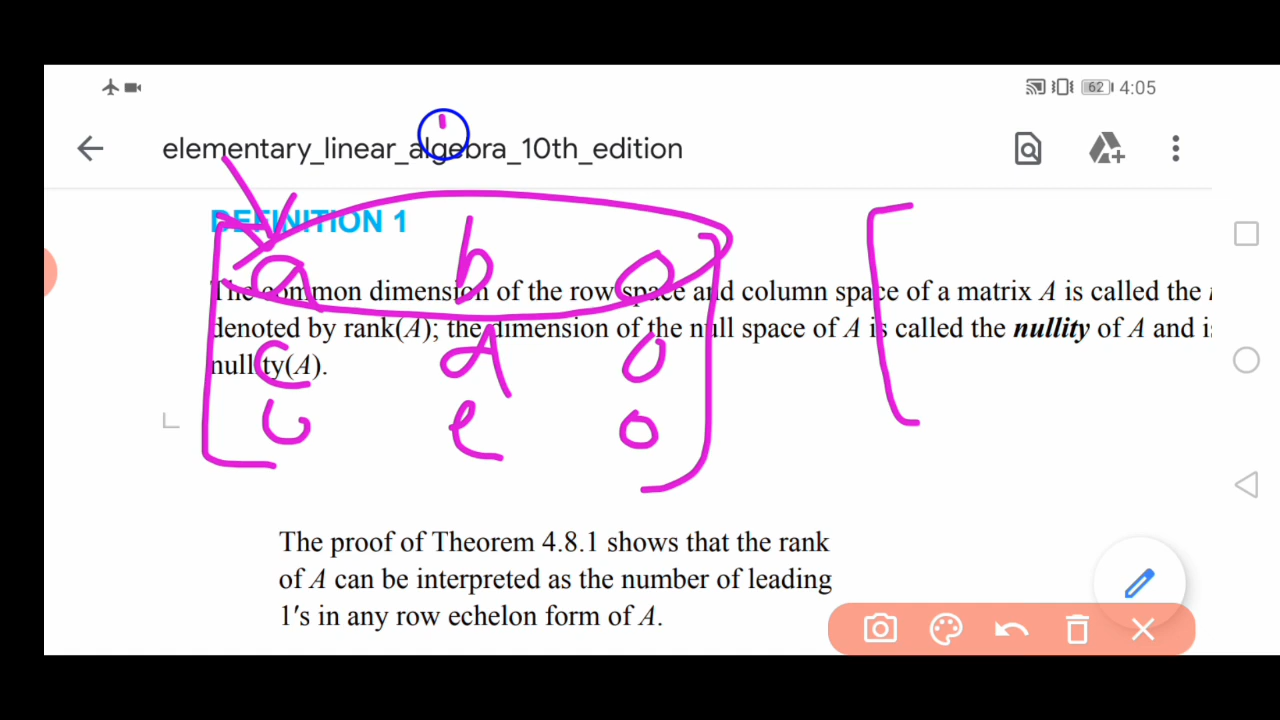 62 4:05
elementary_linear_algebra_10th_edition
DEFINITION 1
The common dimension of the row space and column space of a matrix A is called the
denoted by rank(A); the dimension of the null space of A is called the nullity of A and is
nullity(A).
a b 0
c d 0
e 0
The proof of Theorem 4.8.1 shows that the rank
of A can be interpreted as the number of leading
1′s in any row echelon form of A.